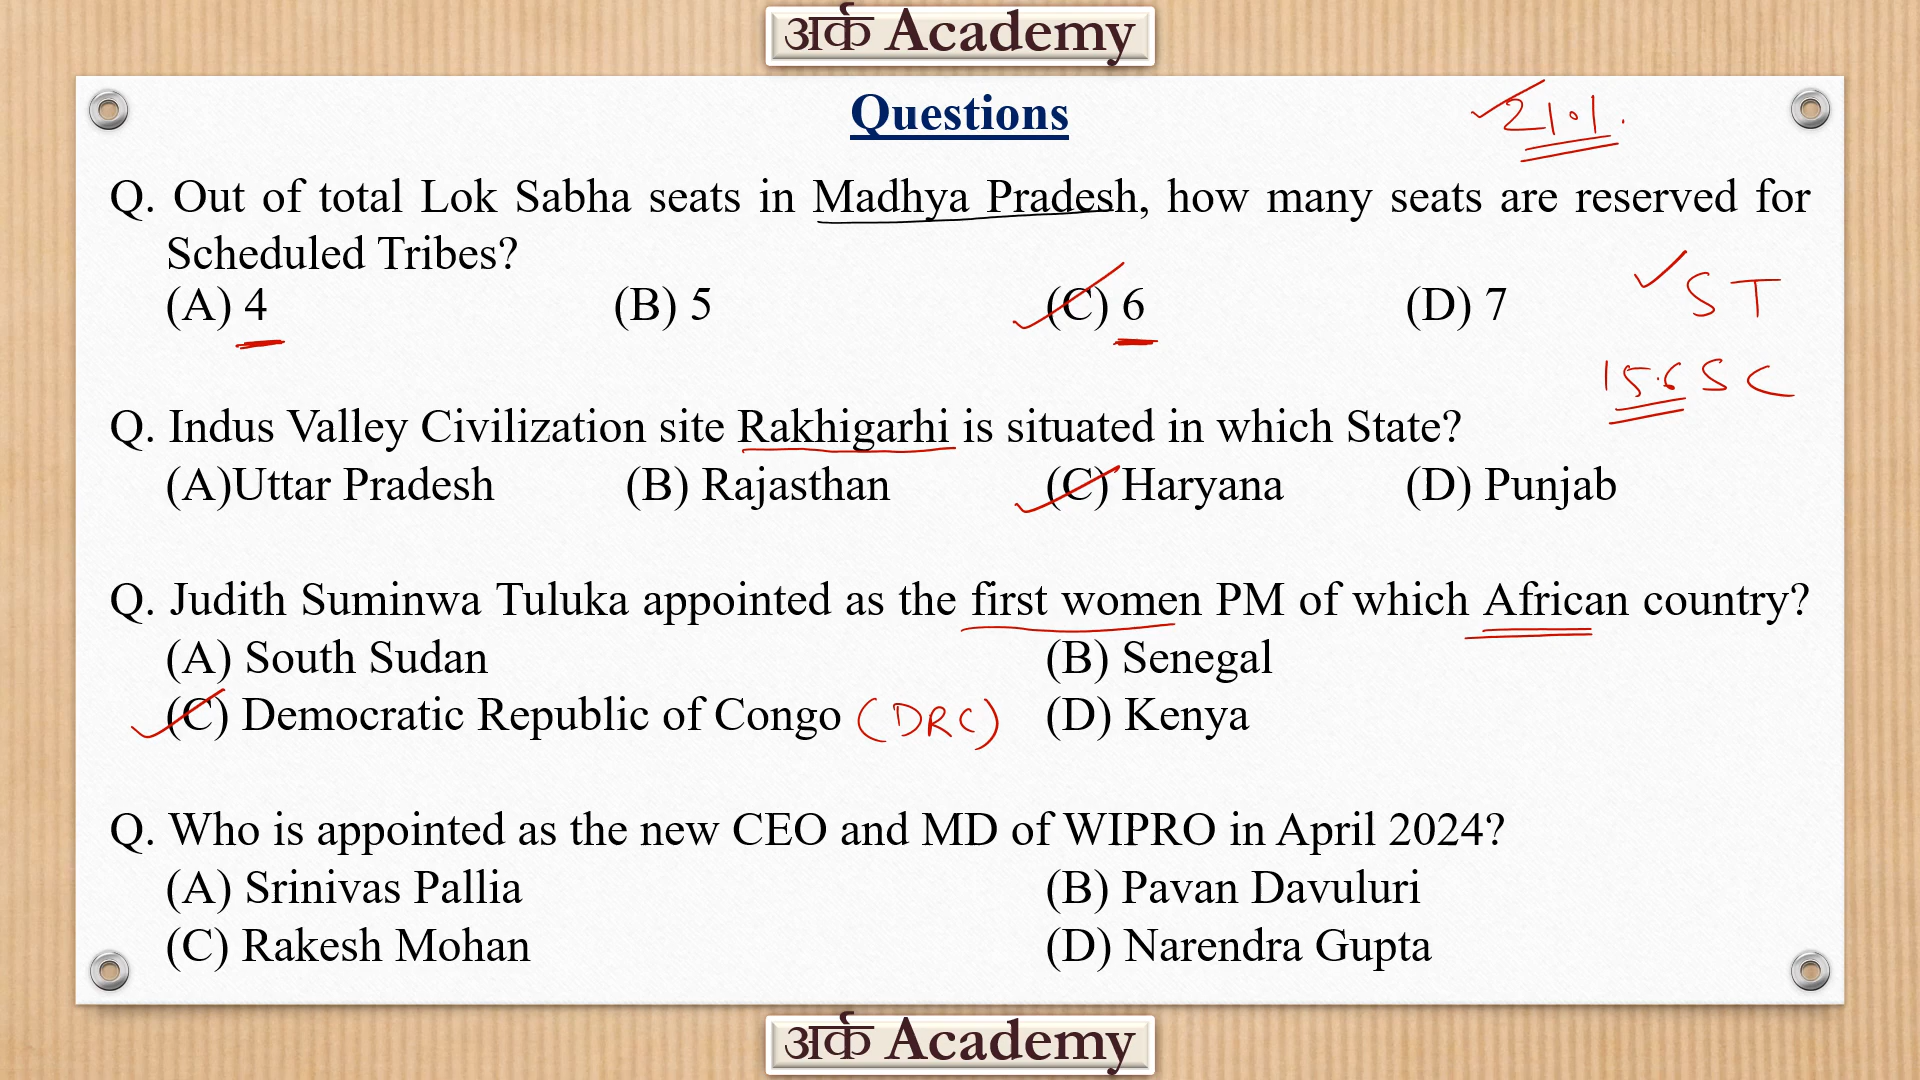 अर्क Academy
Questions
21.1
Q. Out of total Lok Sabha seats in Madhya Pradesh, how many seats are reserved for
Scheduled Tribes?
(A) 4 (B) 5 (C) 6 (D) 7
ST
15.6 SC
Q. Indus Valley Civilization site Rakhigarhi is situated in which State?
(A)Uttar Pradesh (B) Rajasthan (C) Haryana (D) Punjab
Q. Judith Suminwa Tuluka appointed as the first women PM of which African country?
(A) South Sudan (B) Senegal
(C) Democratic Republic of Congo (DRC) (D) Kenya
Q. Who is appointed as the new CEO and MD of WIPRO in April 2024?
(A) Srinivas Pallia (B) Pavan Davuluri
(C) Rakesh Mohan (D) Narendra Gupta
अर्क Academy